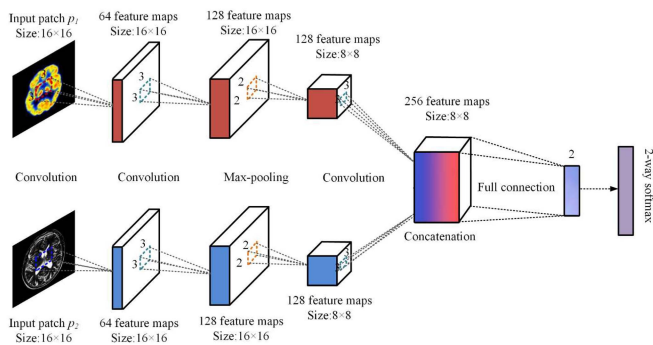 Input patch p₁
Size:16×16
64 feature maps
Size:16×16
128 feature maps
Size:16×16
128 feature maps
Size:8×8
256 feature maps
Size:8×8
3
3
2
2
3
2
2-way softmax
Convolution
Convolution
Max-pooling
Convolution
Full connection
Concatenation
3
3
2
2
3
Input patch p₂
Size:16×16
64 feature maps
Size:16×16
128 feature maps
Size:16×16
128 feature maps
Size:8×8